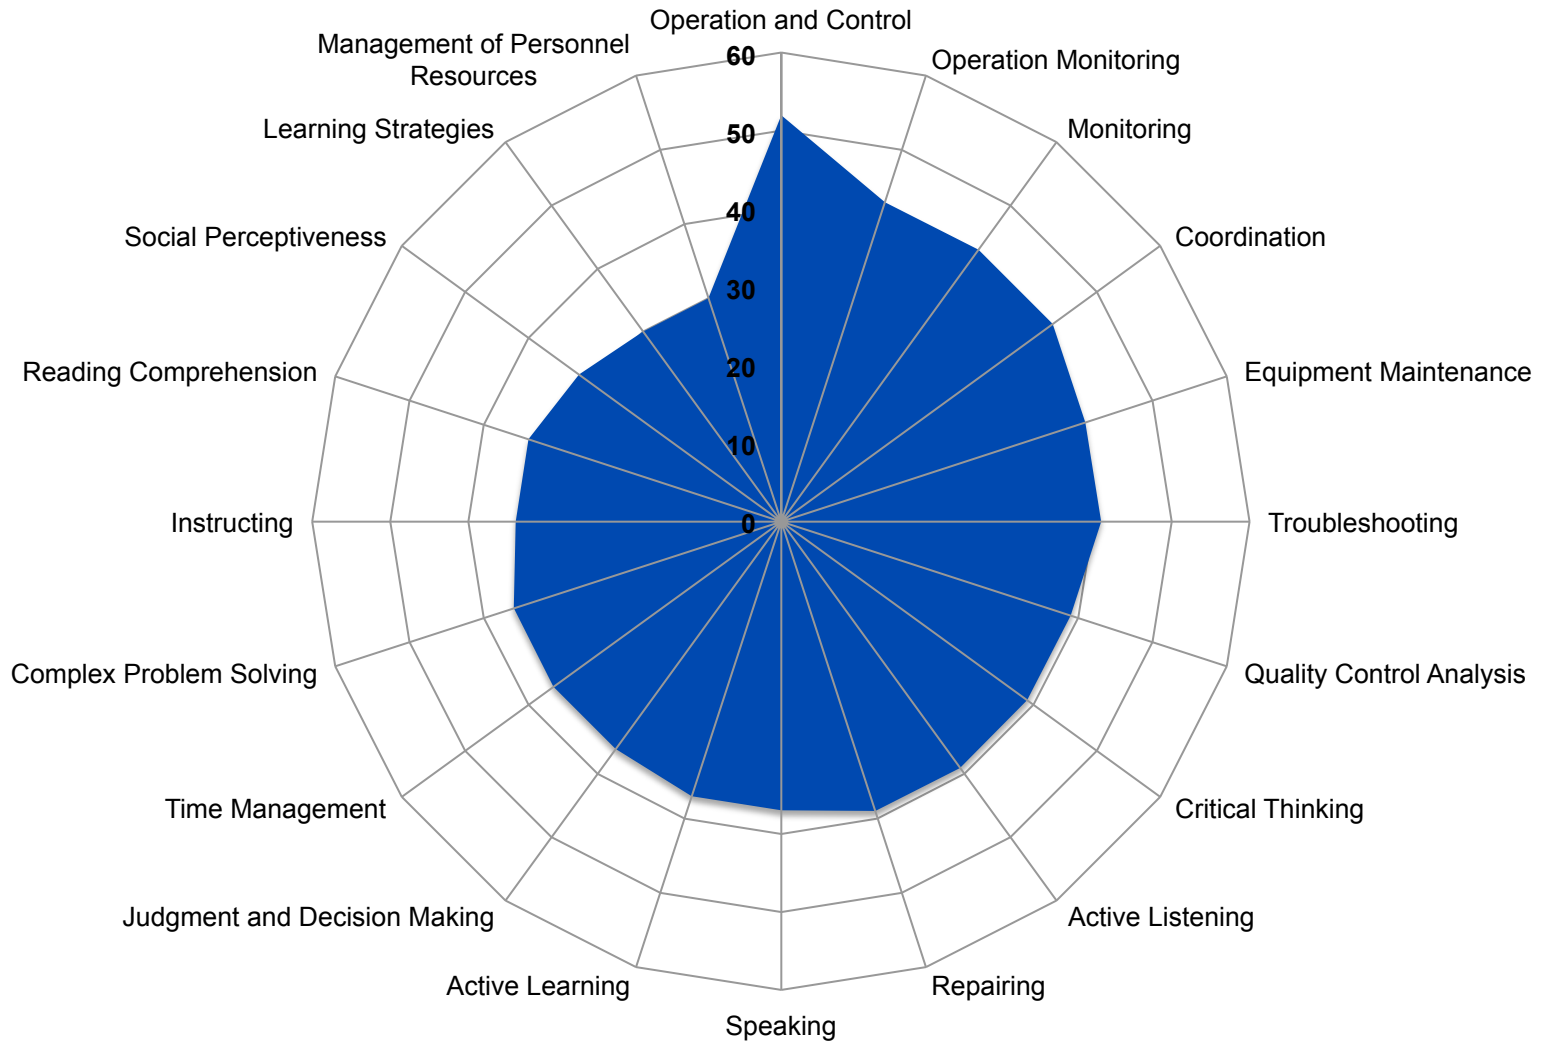 Operation and Control
Operation Monitoring
Monitoring
Coordination
Equipment Maintenance
Troubleshooting
Quality Control Analysis
Critical Thinking
Active Listening
Repairing
Speaking
Active Learning
Judgment and Decision Making
Time Management
Complex Problem Solving
Instructing
Reading Comprehension
Social Perceptiveness
Learning Strategies
Management of Personnel
Resources
60
50
40
30
20
10
0